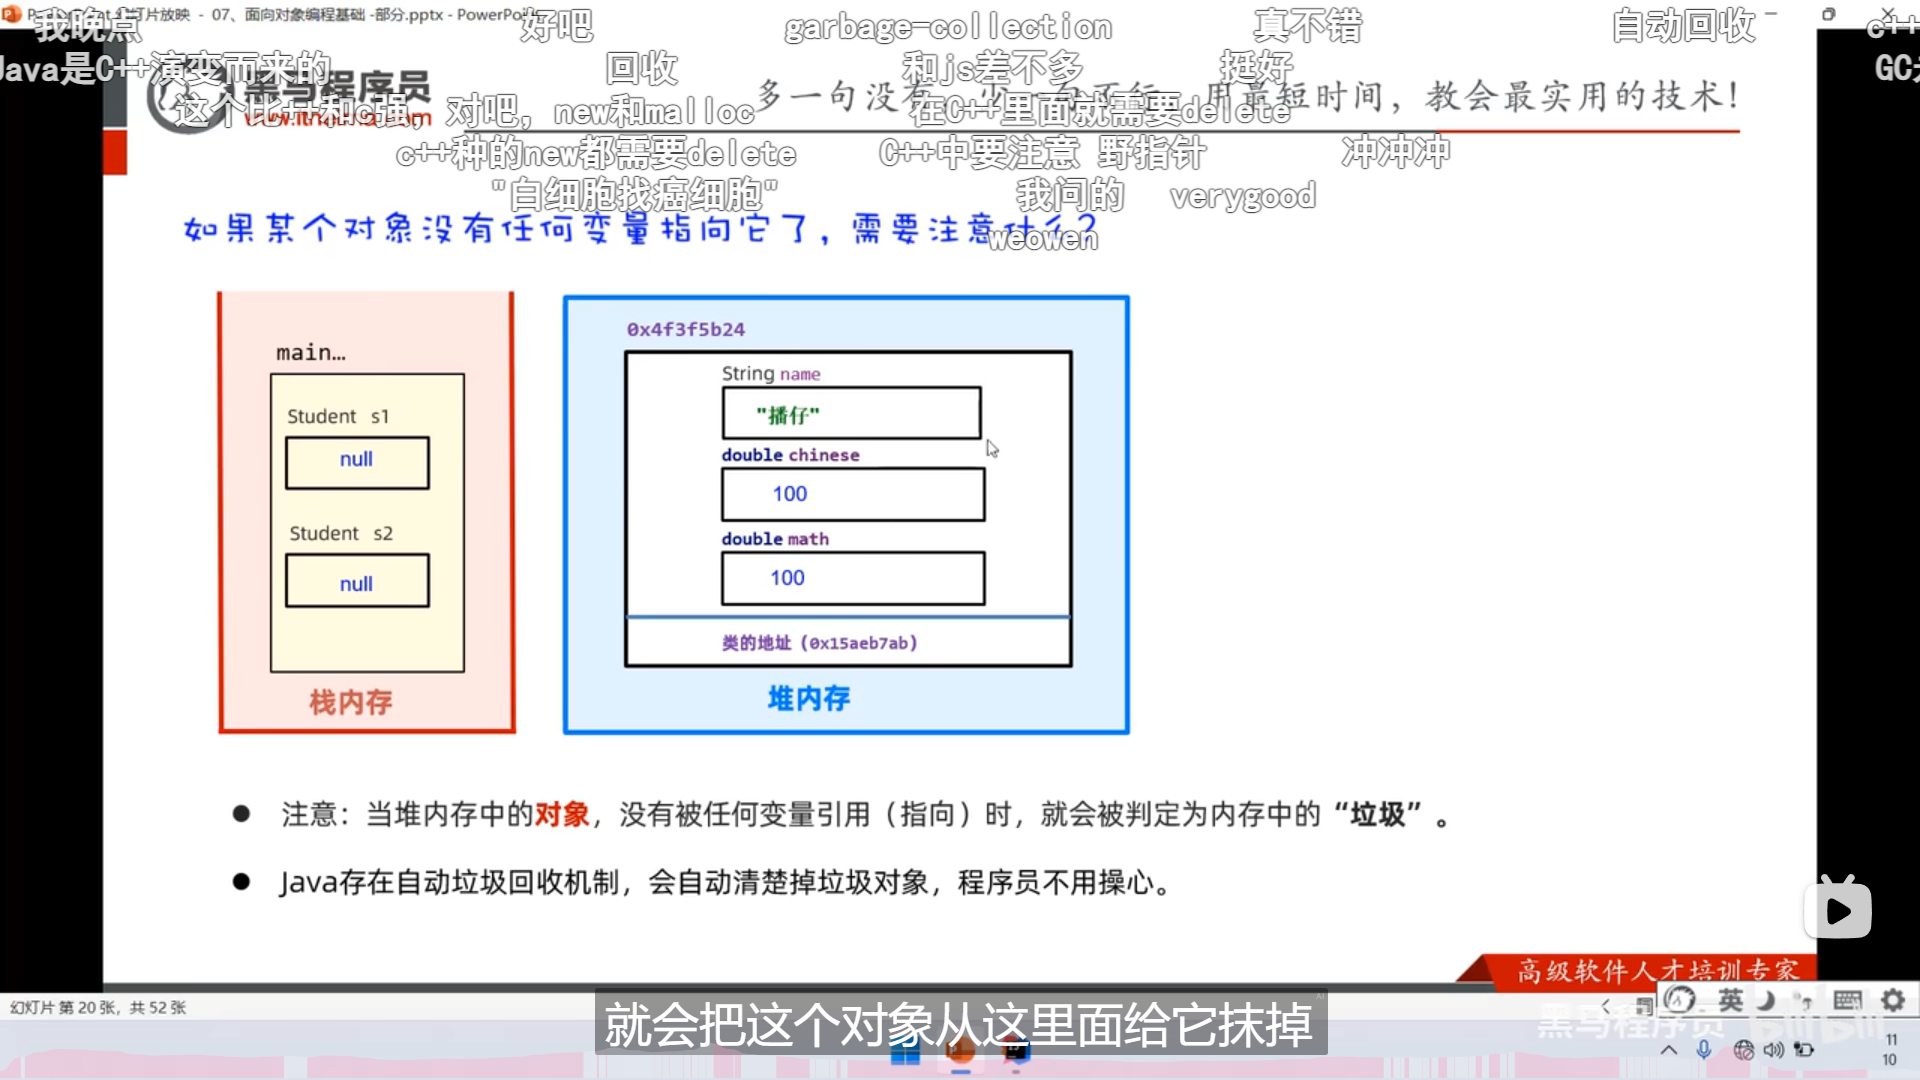 幻灯片放映 - 07、面向对象编程基础 -部分.pptx - PowerPoint
我晚点 好吧 garbage-collection 真不错 自动回收 c++
Java是C++演变而来的 回收 和js差不多 挺好 GC
黑马程序员
这个比++和c强，对吧，new和malloc 在C++里面就需要delete
多一句没有，少一句不行，用最短时间，教会最实用的技术！
www.itheima.com
c++种的new都需要delete C++中要注意 野指针 冲冲冲
"白细胞找癌细胞" 我问的 verygood
如果某个对象没有任何变量指向它了，需要注意什么？
weowen
main…
Student s1
null
Student s2
null
栈内存
0x4f3f5b24
String name
"播仔"
double chinese
100
double math
100
类的地址（0x15aeb7ab）
堆内存
● 注意：当堆内存中的对象，没有被任何变量引用（指向）时，就会被判定为内存中的“垃圾”。
● Java存在自动垃圾回收机制，会自动清楚掉垃圾对象，程序员不用操心。
高级软件人才培训专家
幻灯片 第 20 张，共 52 张
英
就会把这个对象从这里面给它抹掉
黑马程序员 bilibili
11
10